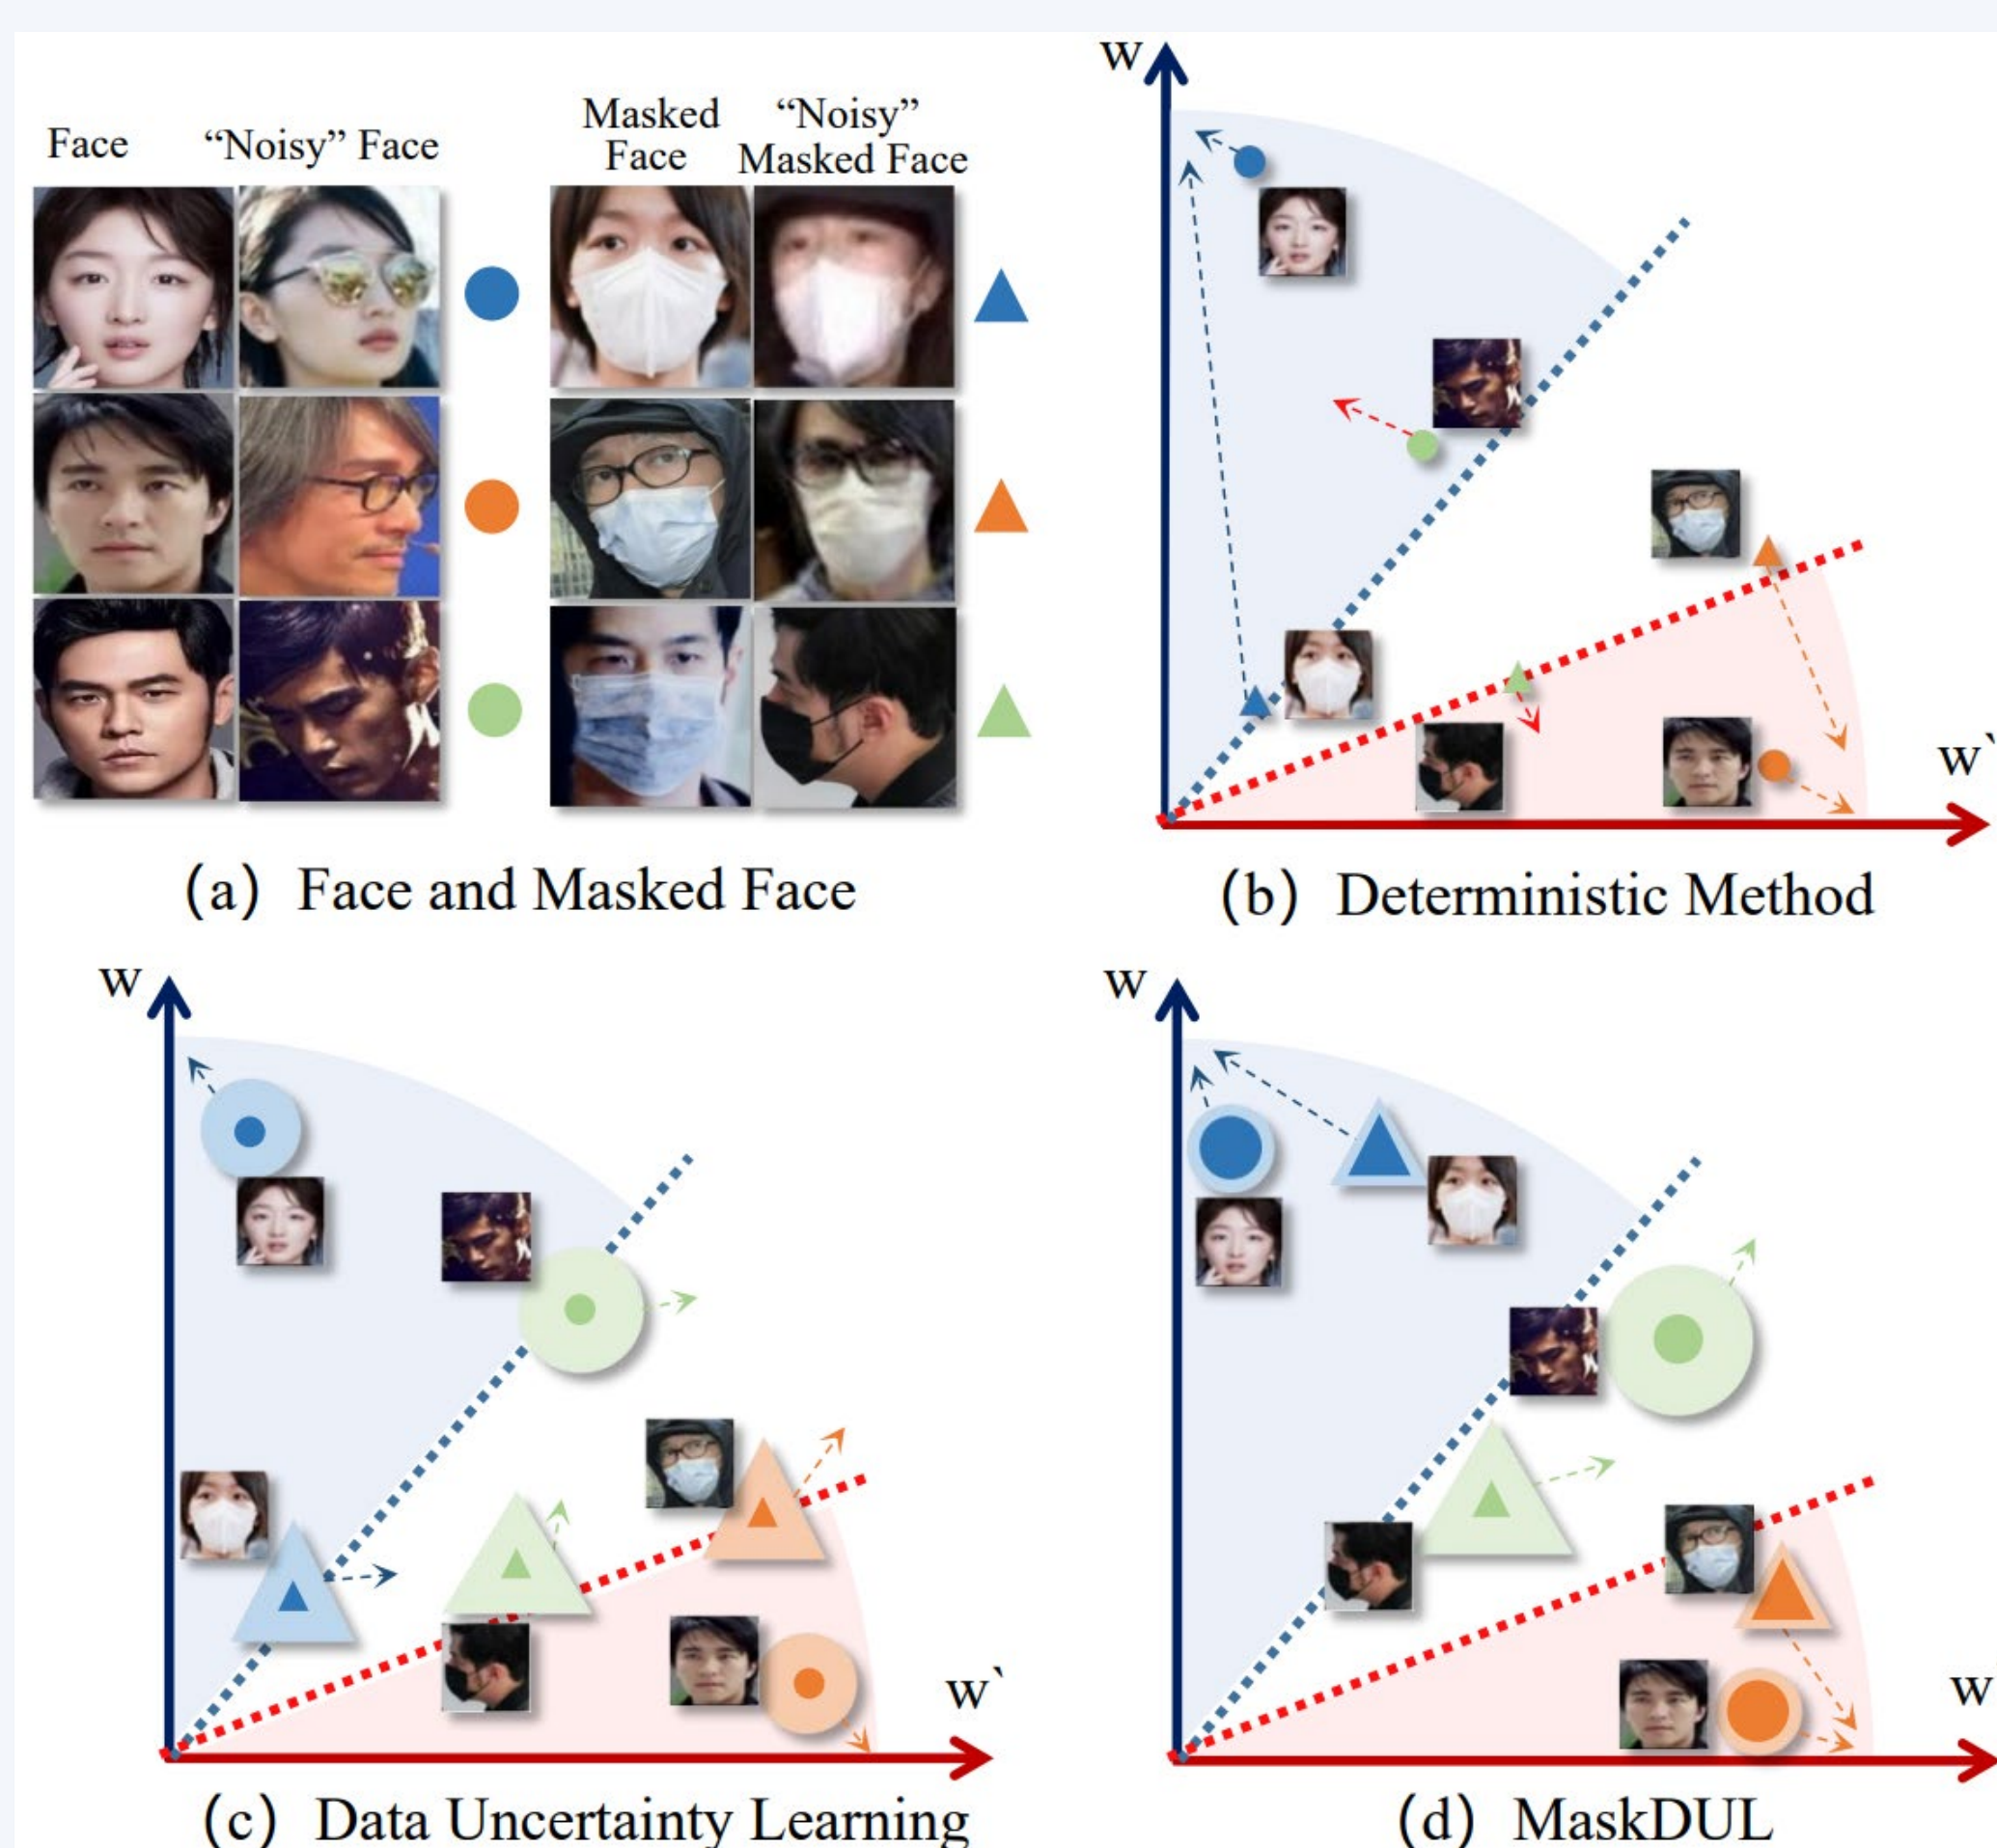 Face
“Noisy” Face
Masked
Face
“Noisy”
Masked Face
(a) Face and Masked Face
w
w`
(b) Deterministic Method
w
w`
(c) Data Uncertainty Learning
w
w
(d) MaskDUL